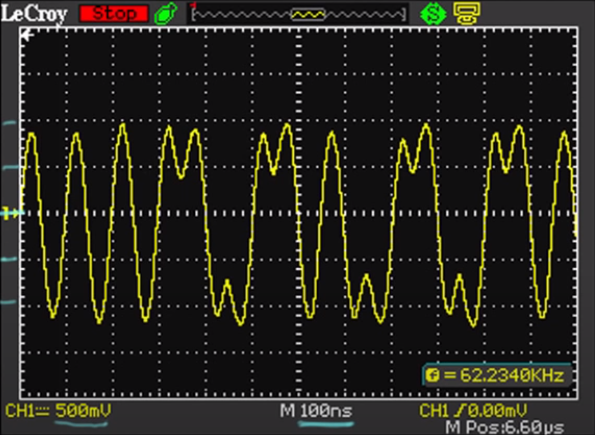 LeCroy Stop S
f = 62.2340KHz
CH1 500mV M 100ns CH1 /0.00mV
M Pos:6.60µs